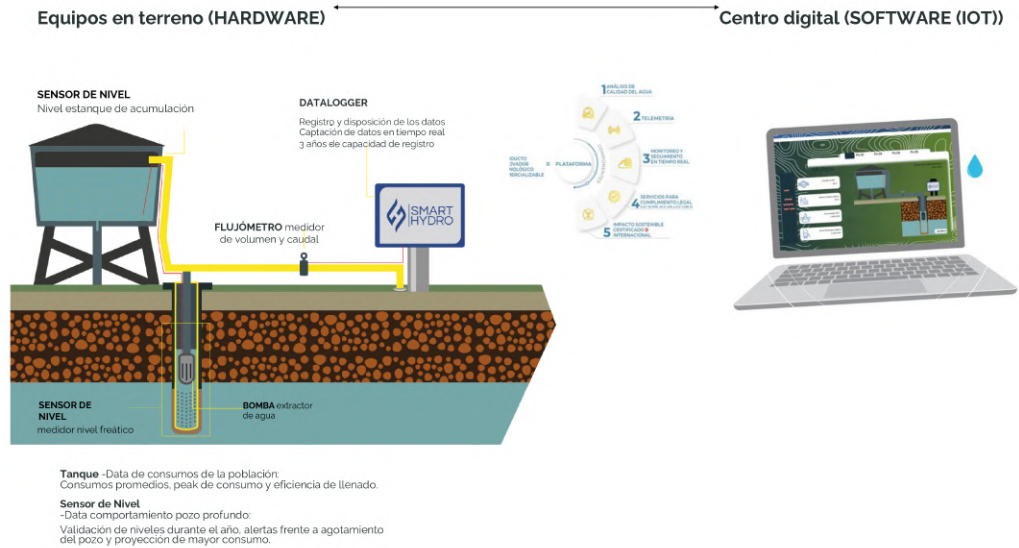 Equipos en terreno (HARDWARE)
Centro digital (SOFTWARE (IOT))
SENSOR DE NIVEL
Nivel estanque de acumulación
DATALOGGER
Registro y disposición de los datos
Captación de datos en tiempo real
3 años de capacidad de registro
SMART
HYDRO
FLUJÓMETRO medidor
de volumen y caudal
SENSOR DE
NIVEL
medidor nivel freático
BOMBA extractor
de agua
1 ANÁLISIS DE
CALIDAD DEL AGUA
2 TELEMETRIA
3 MONITOREO Y
SEGUIMIENTO
EN TIEMPO REAL
4 SERVICIOS PARA
CUMPLIMIENTO LEGAL
5 IMPACTO SOSTENIBLE
CERTIFICADO
INTERNACIONAL
= PLATAFORMA
Tanque -Data de consumos de la población:
Consumos promedios, peak de consumo y eficiencia de llenado.
Sensor de Nivel
-Data comportamiento pozo profundo:
Validación de niveles durante el año, alertas frente a agotamiento
del pozo y proyección de mayor consumo.